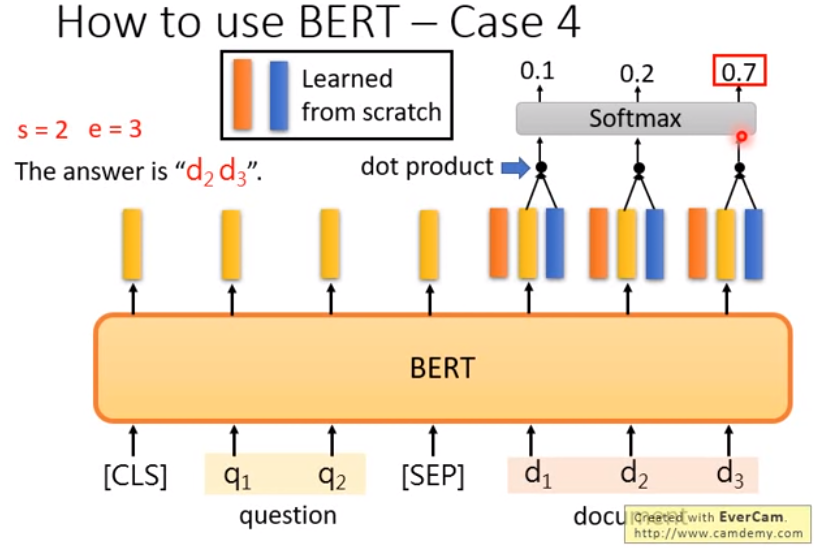 How to use BERT – Case 4
Learned
from scratch
0.1
0.2
0.7
Softmax
s = 2 e = 3
The answer is “d₂ d₃”.
dot product
BERT
[CLS]
q₁
q₂
[SEP]
d₁
d₂
d₃
question
document
Created with EverCam.
http://www.camdemy.com